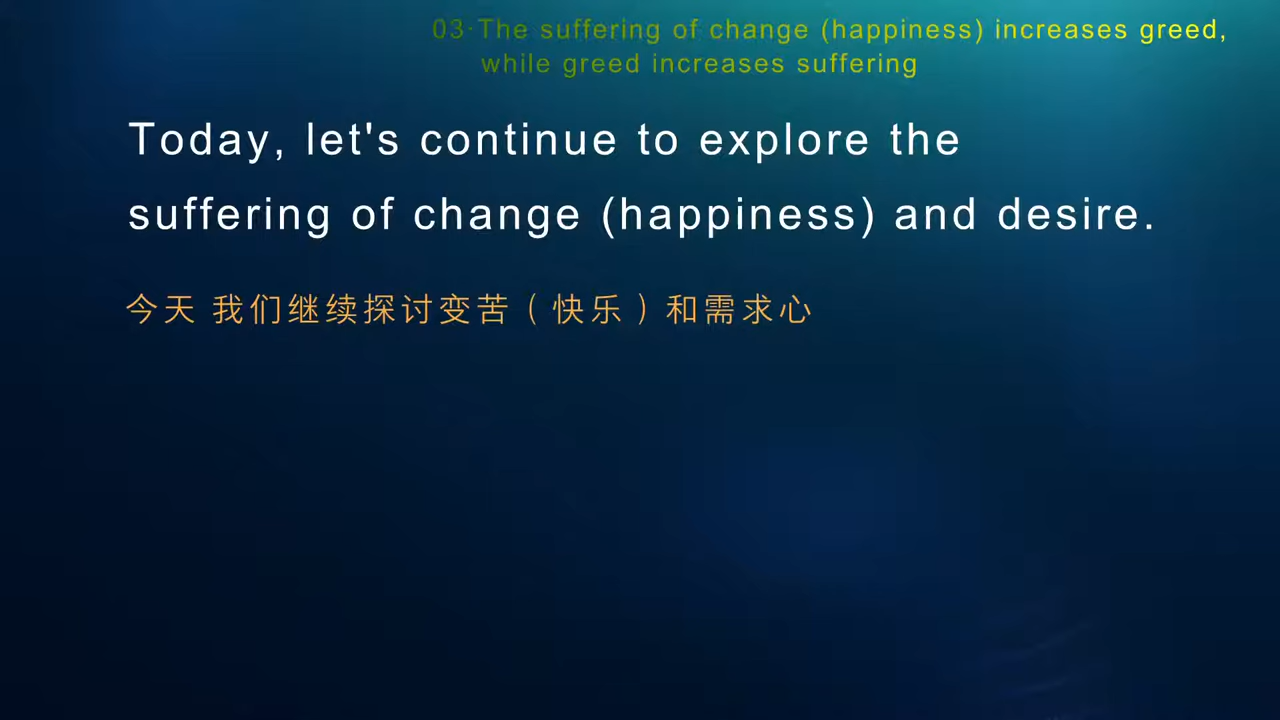 03·The suffering of change (happiness) increases greed,
while greed increases suffering
Today, let's continue to explore the
suffering of change (happiness) and desire.
今天 我们继续探讨变苦（快乐）和需求心